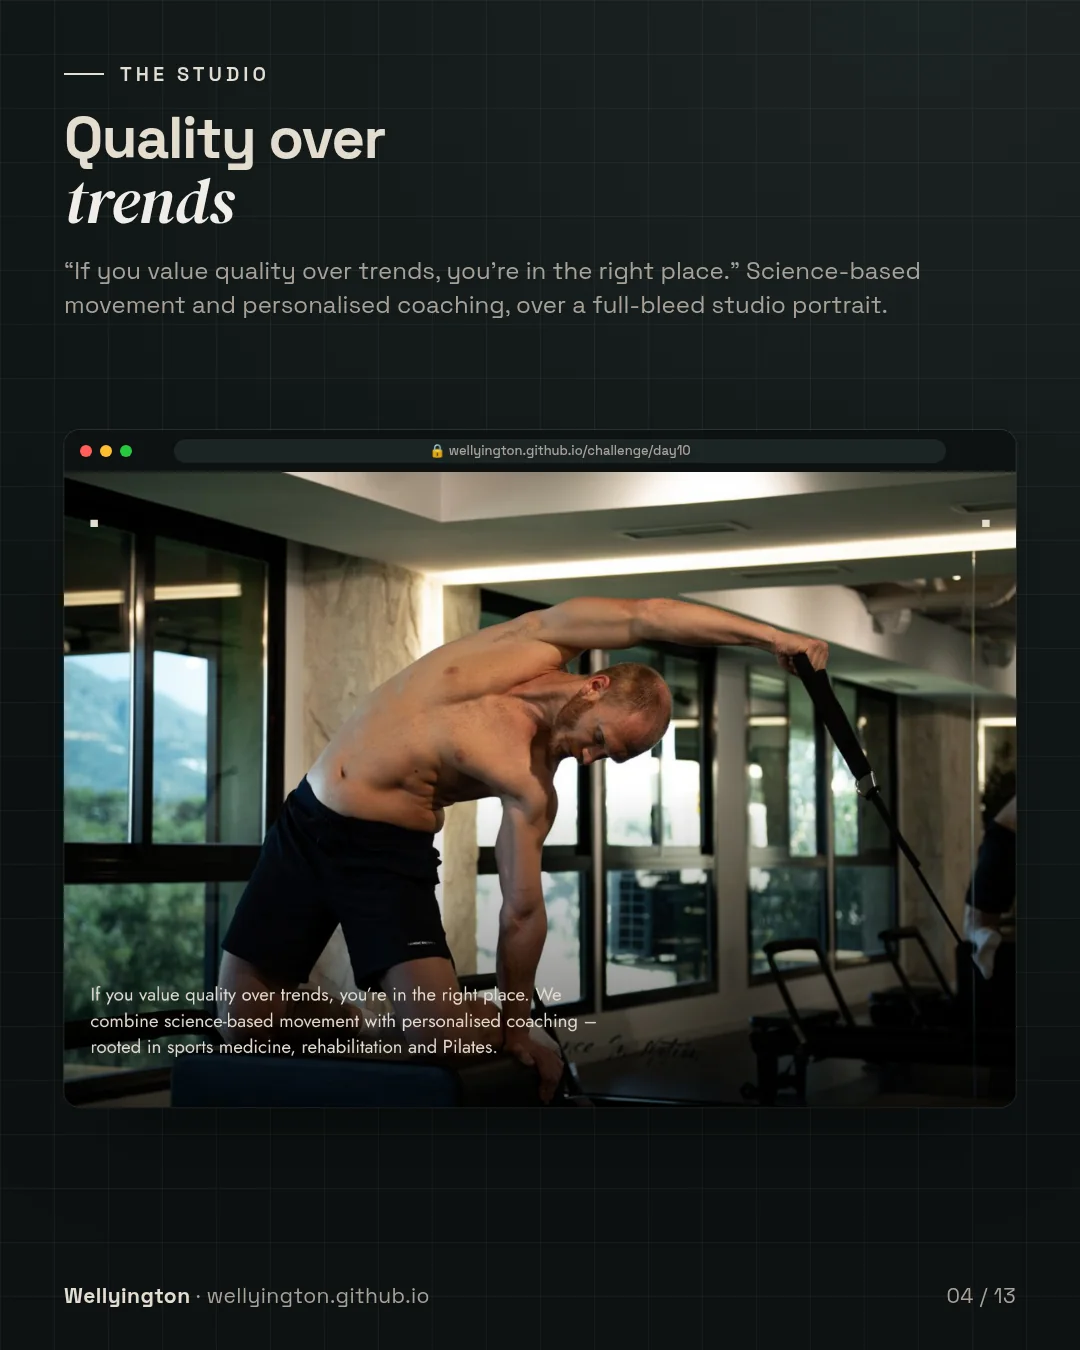 THE STUDIO
Quality over
trends
“If you value quality over trends, you’re in the right place.” Science-based
movement and personalised coaching, over a full-bleed studio portrait.
wellyington.github.io/challenge/day10
If you value quality over trends, you’re in the right place. We
combine science-based movement with personalised coaching –
rooted in sports medicine, rehabilitation and Pilates.
Wellyington · wellyington.github.io
04 / 13